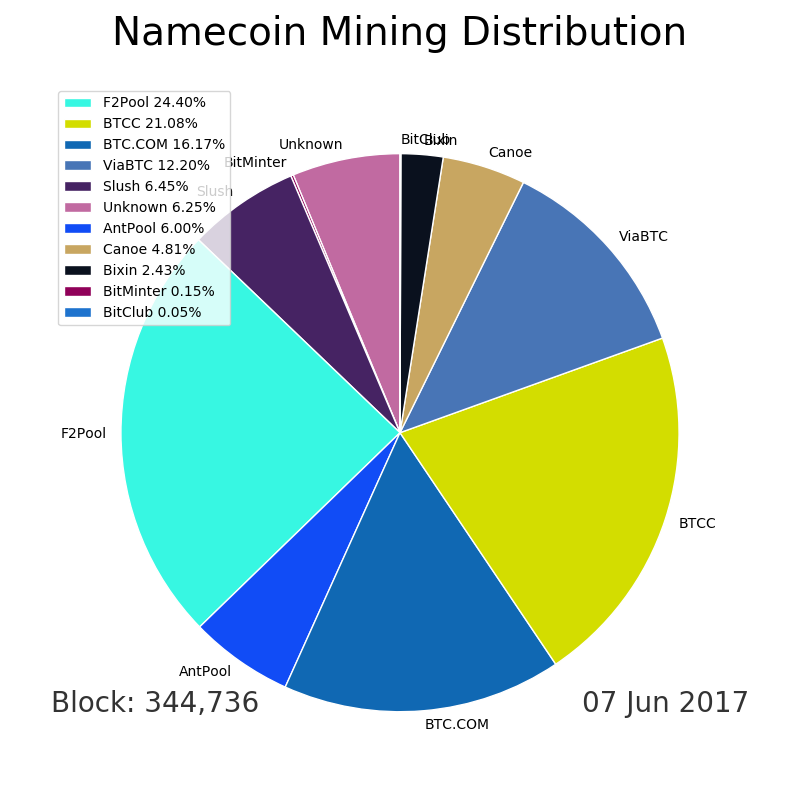 Namecoin Mining Distribution
F2Pool 24.40%
BTCC 21.08%
BTC.COM 16.17%
ViaBTC 12.20%
Slush 6.45%
Unknown 6.25%
AntPool 6.00%
Canoe 4.81%
Bixin 2.43%
BitMinter 0.15%
BitClub 0.05%
BitClub
Bixin
Unknown
Canoe
BitMinter
Slush
ViaBTC
F2Pool
BTCC
AntPool
BTC.COM
Block: 344,736
07 Jun 2017